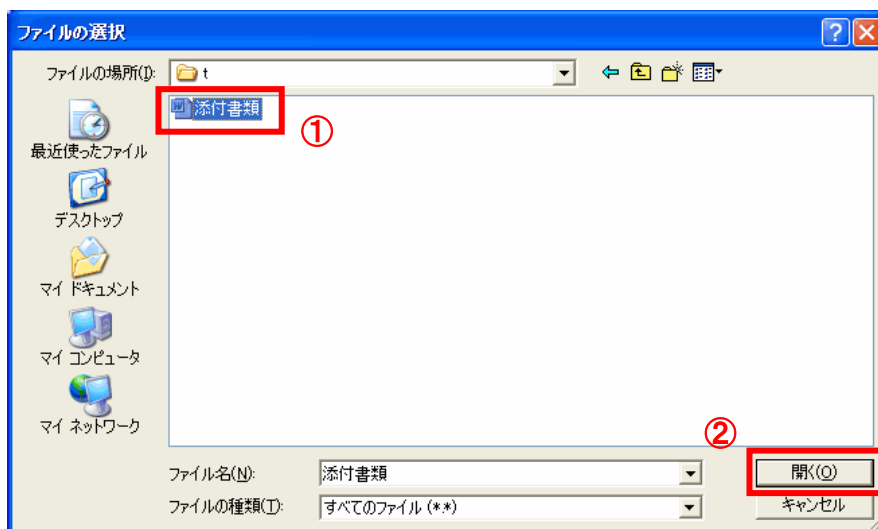 ファイルの選択
ファイルの場所(I): t
添付書類
①
最近使ったファイル
デスクトップ
マイ ドキュメント
マイ コンピュータ
マイ ネットワーク
②
ファイル名(N): 添付書類 開く(O)
ファイルの種類(T): すべてのファイル (*.*) キャンセル